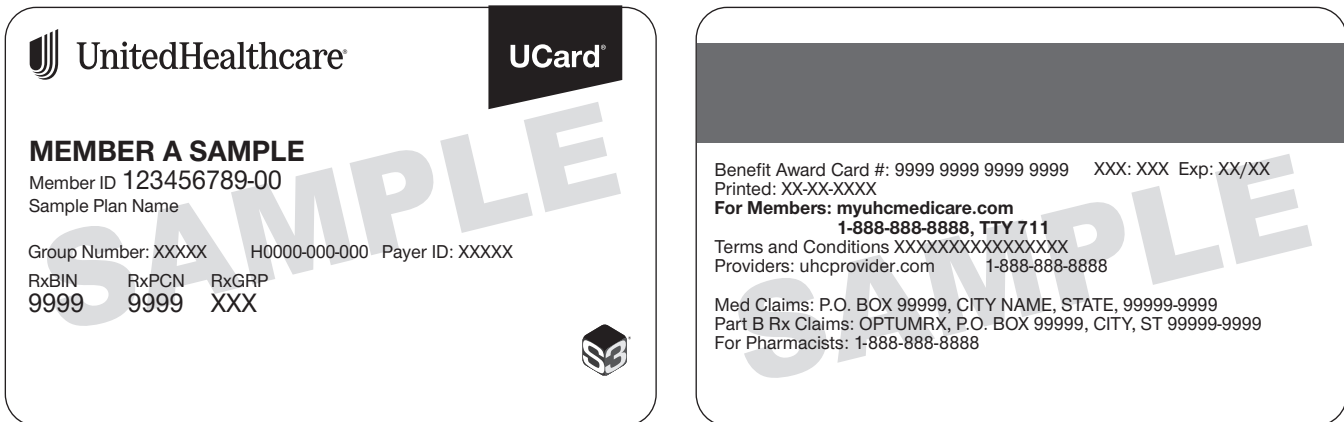 UnitedHealthcare®
UCard®
MEMBER A SAMPLE
Member ID 123456789-00
Sample Plan Name
Group Number: XXXXX H0000-000-000 Payer ID: XXXXX
RxBIN RxPCN RxGRP
9999 9999 XXX
S3
SAMPLE
Benefit Award Card #: 9999 9999 9999 9999 XXX: XXX Exp: XX/XX
Printed: XX-XX-XXXX
For Members: myuhcmedicare.com
1-888-888-8888, TTY 711
Terms and Conditions XXXXXXXXXXXXXXXX
Providers: uhcprovider.com 1-888-888-8888
Med Claims: P.O. BOX 99999, CITY NAME, STATE, 99999-9999
Part B Rx Claims: OPTUMRX, P.O. BOX 99999, CITY, ST 99999-9999
For Pharmacists: 1-888-888-8888
SAMPLE